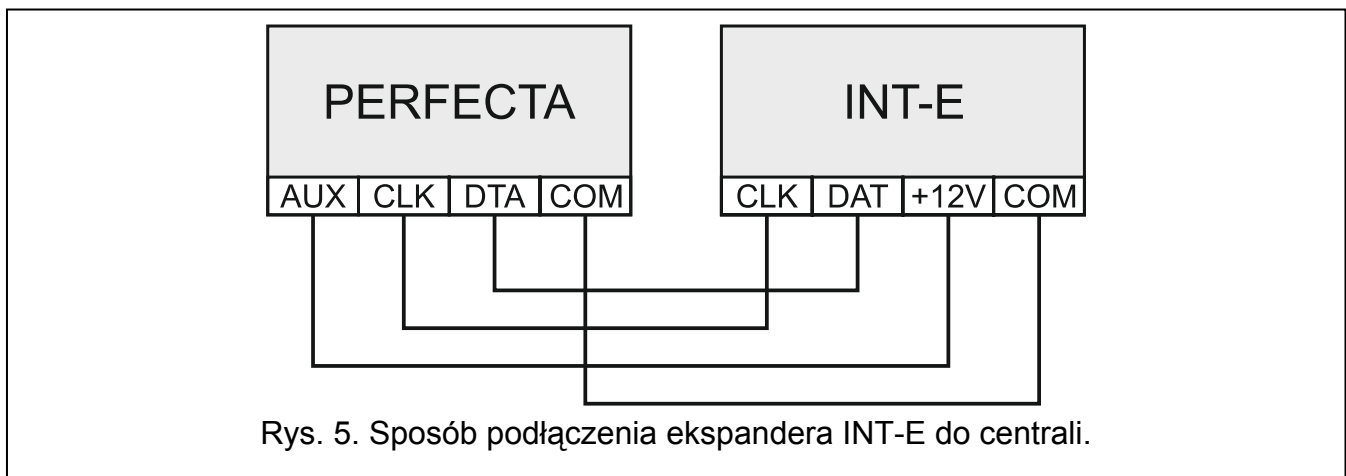 PERFECTA INT-E
AUX CLK DTA COM CLK DAT +12V COM
Rys. 5. Sposób podłączenia ekspandera INT-E do centrali.